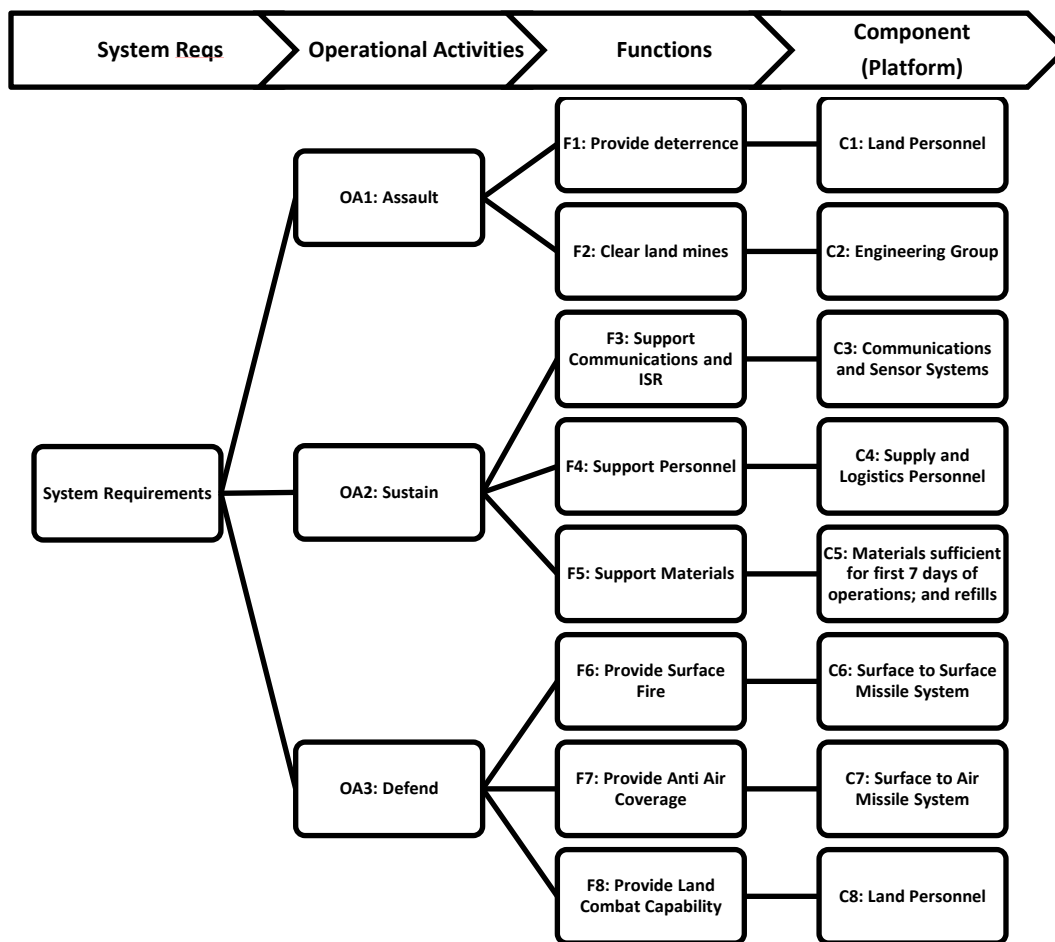 System Reqs
Operational Activities
Functions
Component
(Platform)
System Requirements
OA1: Assault
F1: Provide deterrence
C1: Land Personnel
F2: Clear land mines
C2: Engineering Group
OA2: Sustain
F3: Support
Communications and
ISR
C3: Communications
and Sensor Systems
F4: Support Personnel
C4: Supply and
Logistics Personnel
F5: Support Materials
C5: Materials sufficient
for first 7 days of
operations; and refills
OA3: Defend
F6: Provide Surface
Fire
C6: Surface to Surface
Missile System
F7: Provide Anti Air
Coverage
C7: Surface to Air
Missile System
F8: Provide Land
Combat Capability
C8: Land Personnel